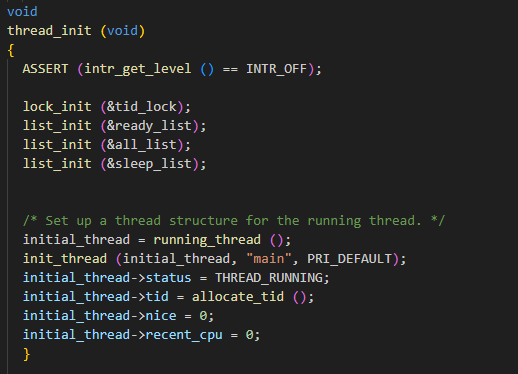 void
thread_init (void)
{
ASSERT (intr_get_level () == INTR_OFF);
lock_init (&tid_lock);
list_init (&ready_list);
list_init (&all_list);
list_init (&sleep_list);
/* Set up a thread structure for the running thread. */
initial_thread = running_thread ();
init_thread (initial_thread, "main", PRI_DEFAULT);
initial_thread->status = THREAD_RUNNING;
initial_thread->tid = allocate_tid ();
initial_thread->nice = 0;
initial_thread->recent_cpu = 0;
}